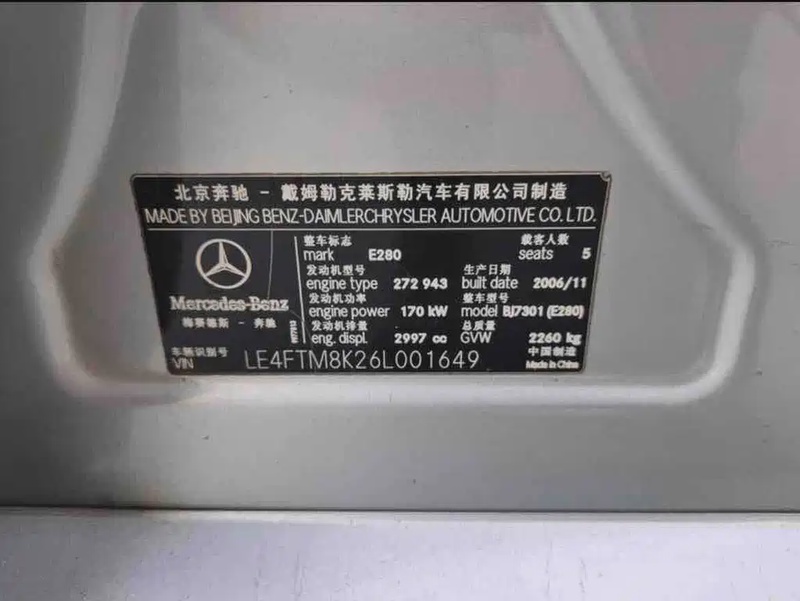 北京奔驰 - 戴姆勒克莱斯勒汽车有限公司制造
MADE BY BEIJING BENZ-DAIMLERCHRYSLER AUTOMOTIVE CO. LTD.
整车标志 载客人数
mark E280 seats 5
发动机型号 生产日期
engine type 272 943 built date 2006/11
发动机功率 整车型号
engine power 170 kW model BJ7301 (E280)
发动机排量 总质量
eng. displ. 2997 cc GVW 2260 kg
Mercedes-Benz
梅赛德斯 - 奔驰
车辆识别号
VIN LE4FTM8K26L001649
中国制造
Made in China